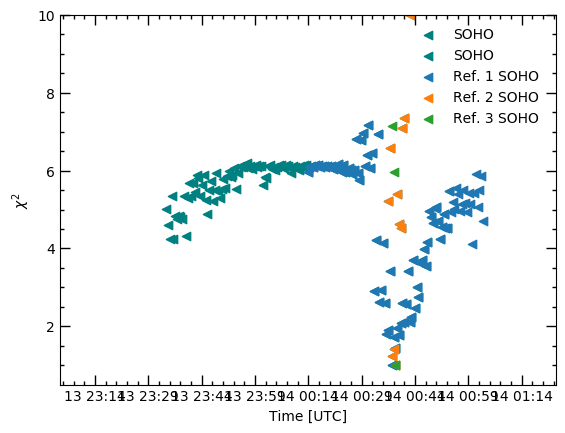 10
8
6
4
2
χ²
SOHO
SOHO
Ref. 1 SOHO
Ref. 2 SOHO
Ref. 3 SOHO
13 23:14 13 23:29 13 23:44 13 23:59 14 00:14 14 00:29 14 00:44 14 00:59 14 01:14
Time [UTC]